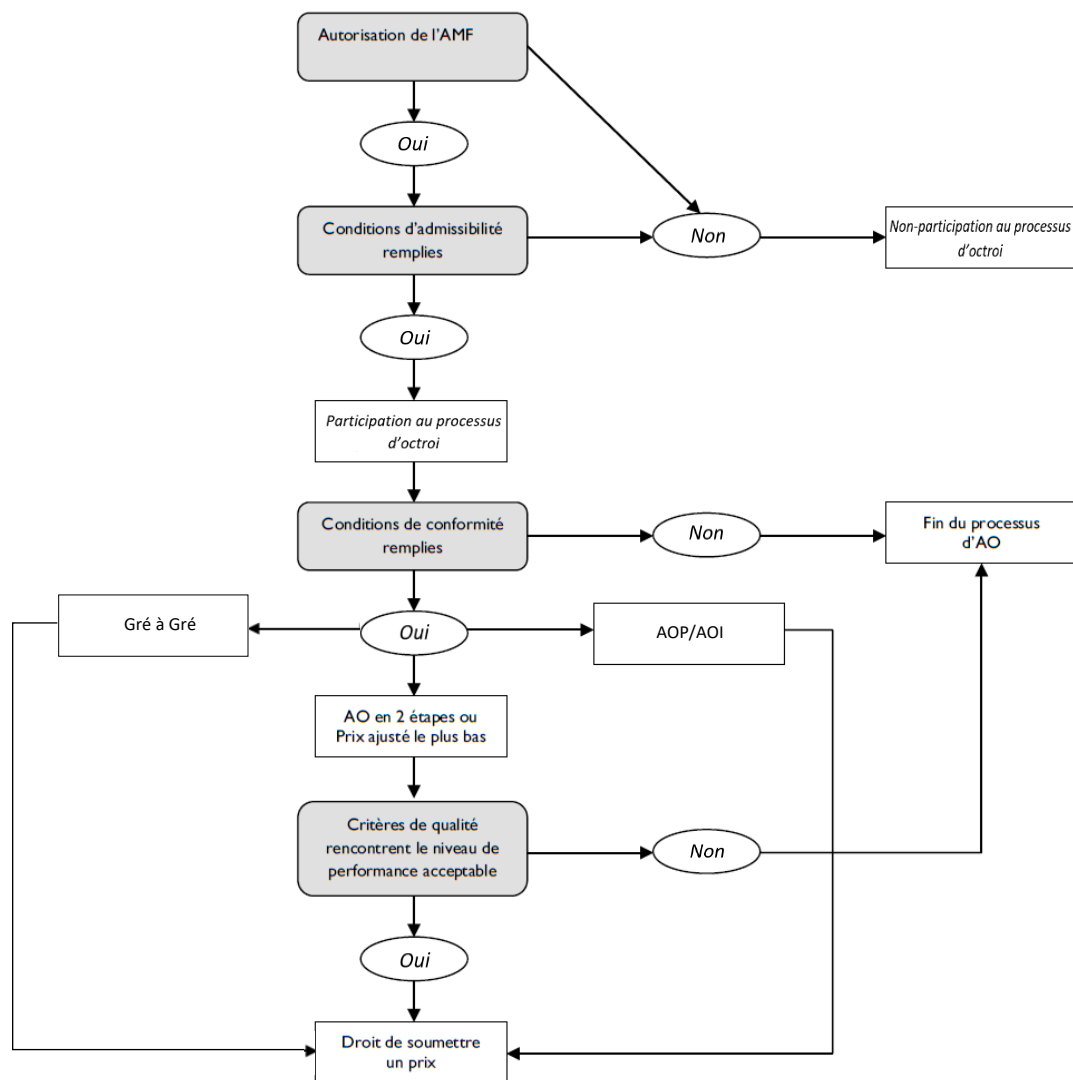 Autorisation de l'AMF
Oui
Conditions d'admissibilité
remplies
Non
Non-participation au processus
d'octroi
Oui
Participation au processus
d'octroi
Conditions de conformité
remplies
Non
Fin du processus
d'AO
Gré à Gré
Oui
AOP/AOI
AO en 2 étapes ou
Prix ajusté le plus bas
Critères de qualité
rencontrent le niveau de
performance acceptable
Non
Oui
Droit de soumettre
un prix